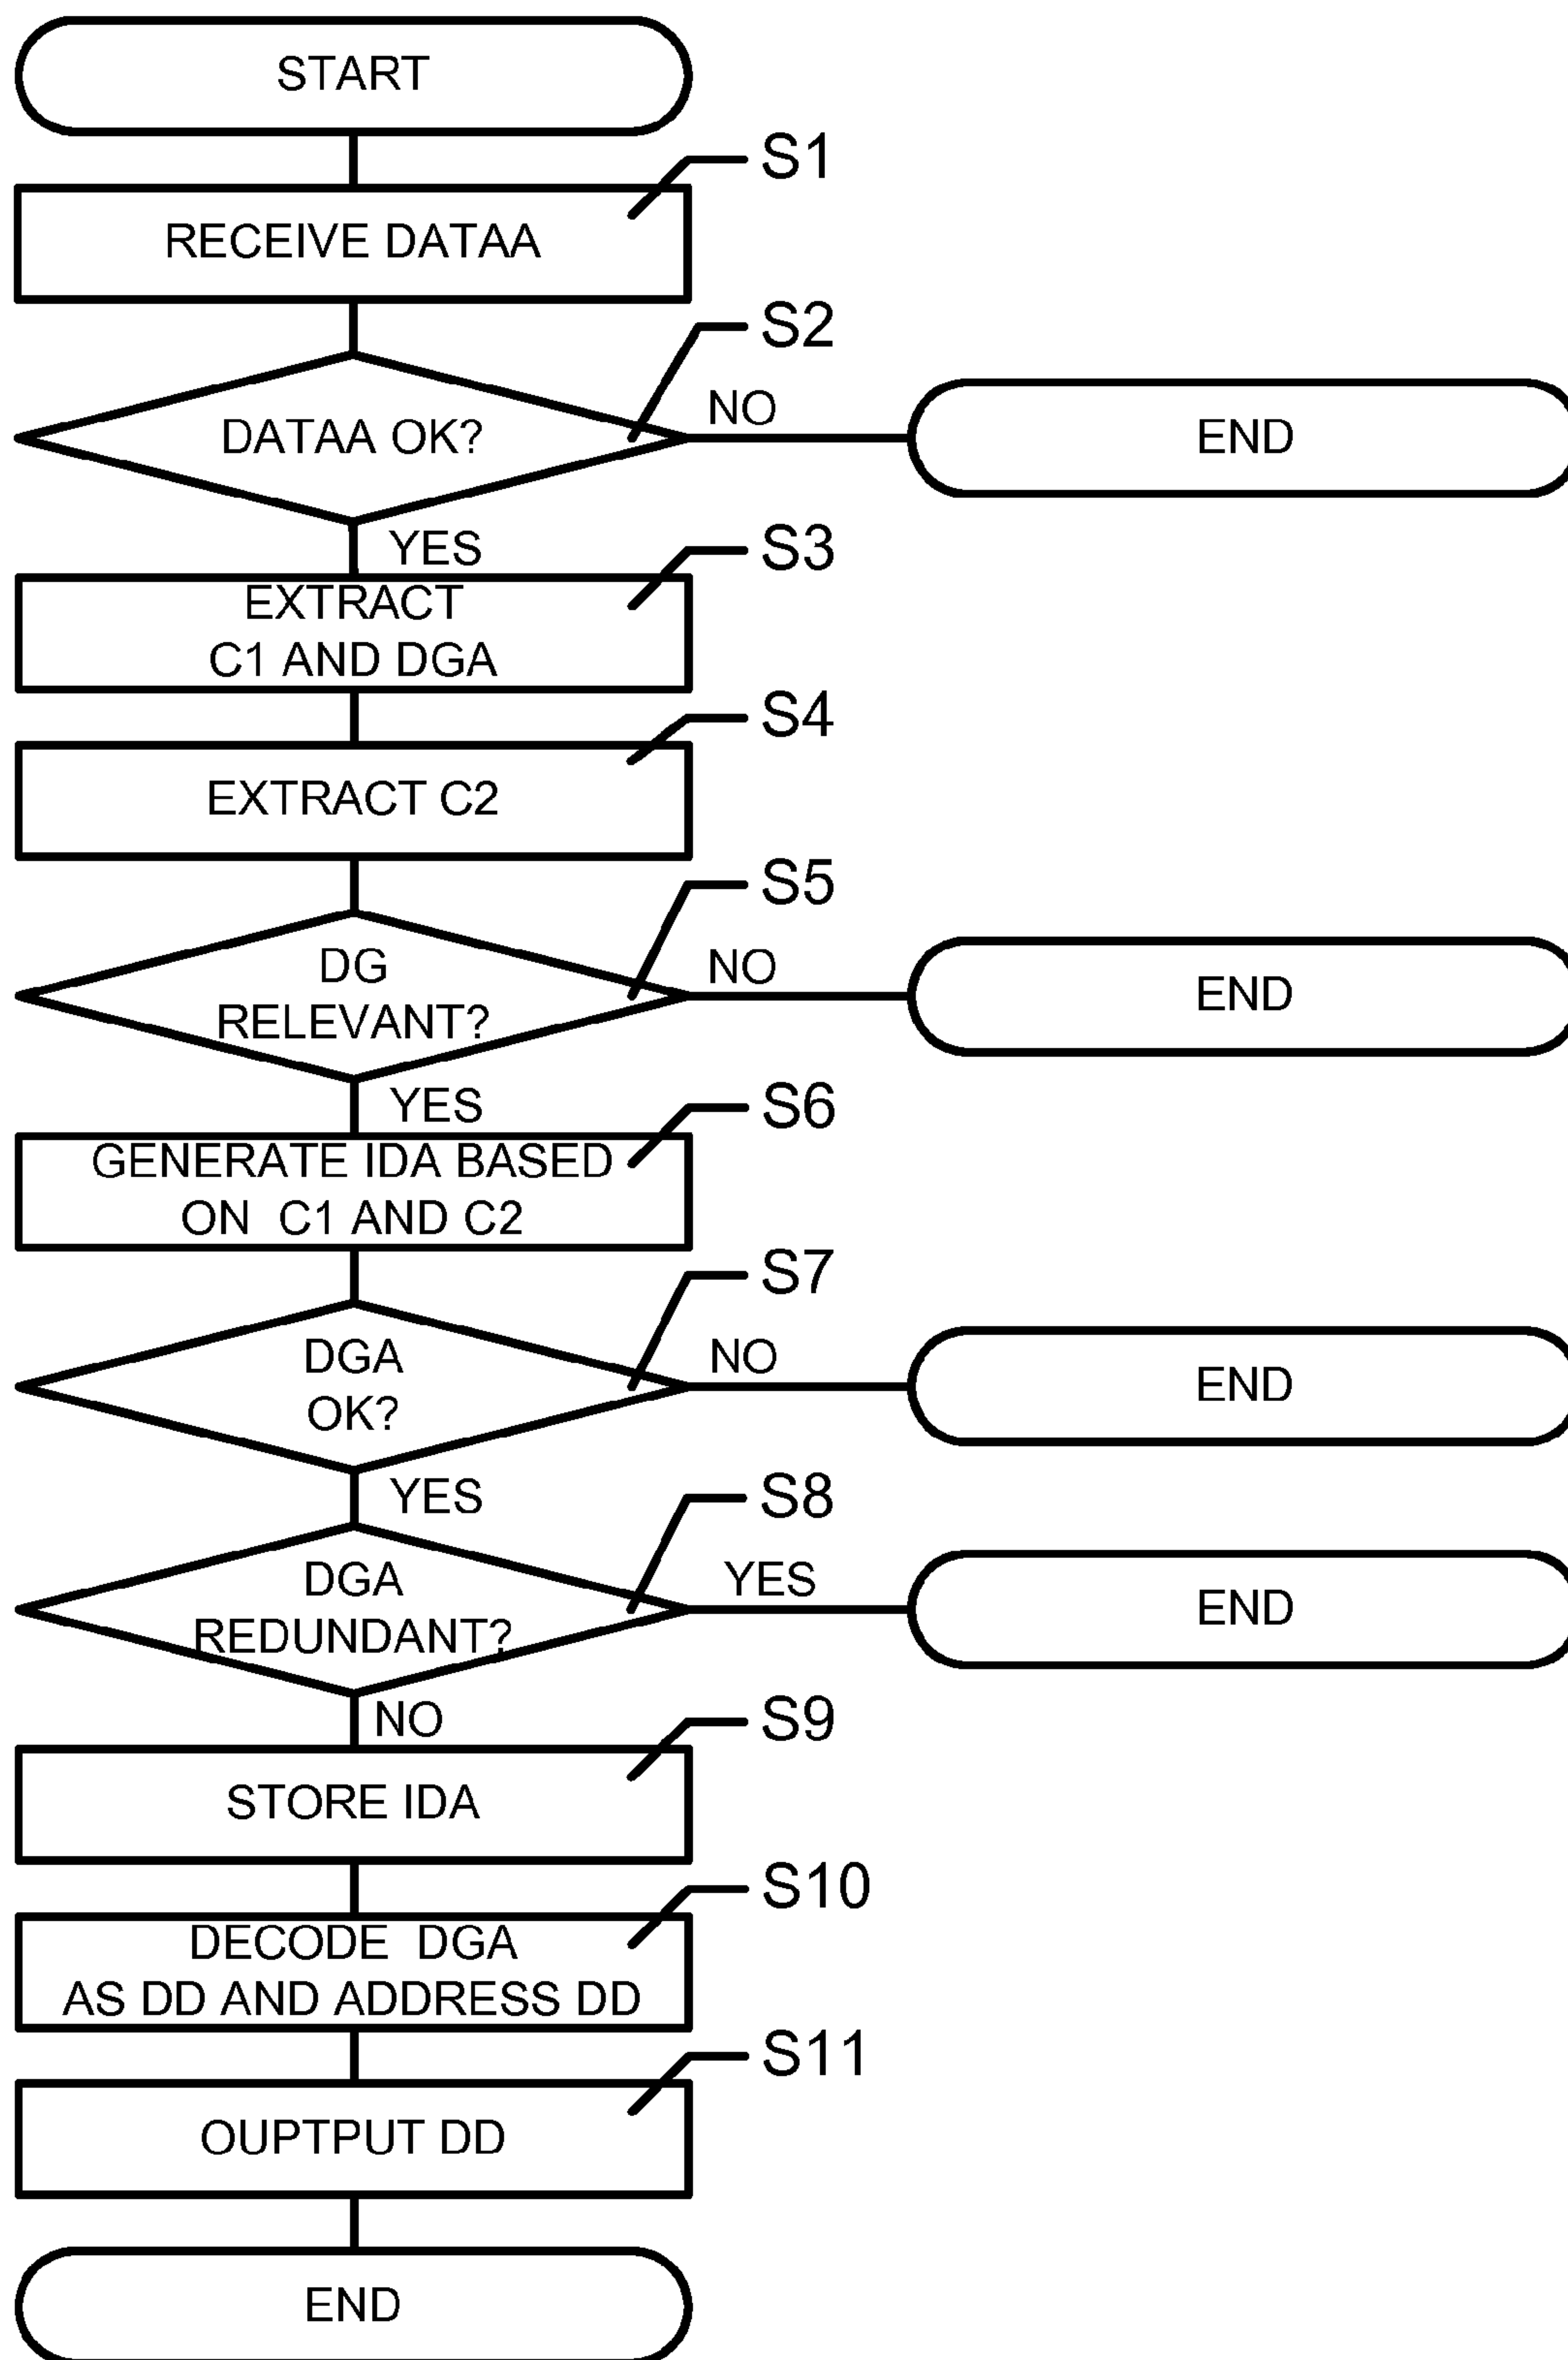 START
S1
RECEIVE DATAA
S2
DATAA OK?
NO
END
YES
S3
EXTRACT
C1 AND DGA
S4
EXTRACT C2
S5
DG
RELEVANT?
NO
END
YES
S6
GENERATE IDA BASED
ON C1 AND C2
S7
DGA
OK?
NO
END
YES
S8
DGA
REDUNDANT?
YES
END
NO
S9
STORE IDA
S10
DECODE DGA
AS DD AND ADDRESS DD
S11
OUPTPUT DD
END